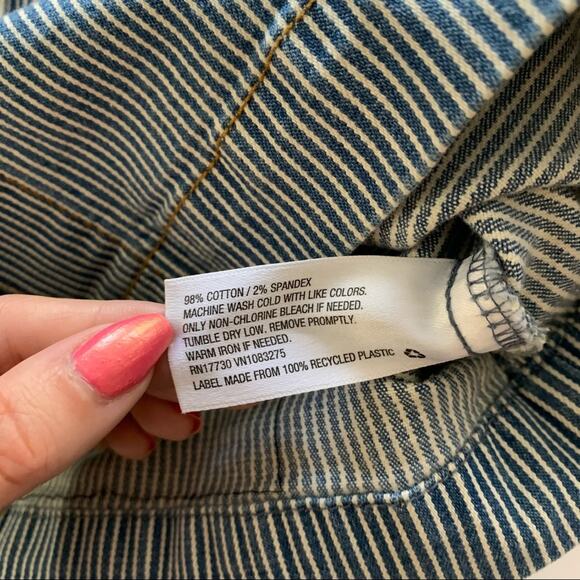 98% COTTON / 2% SPANDEX
MACHINE WASH COLD WITH LIKE COLORS.
ONLY NON-CHLORINE BLEACH IF NEEDED.
TUMBLE DRY LOW. REMOVE PROMPTLY.
WARM IRON IF NEEDED.
RN17730 VN1083275
LABEL MADE FROM 100% RECYCLED PLASTIC